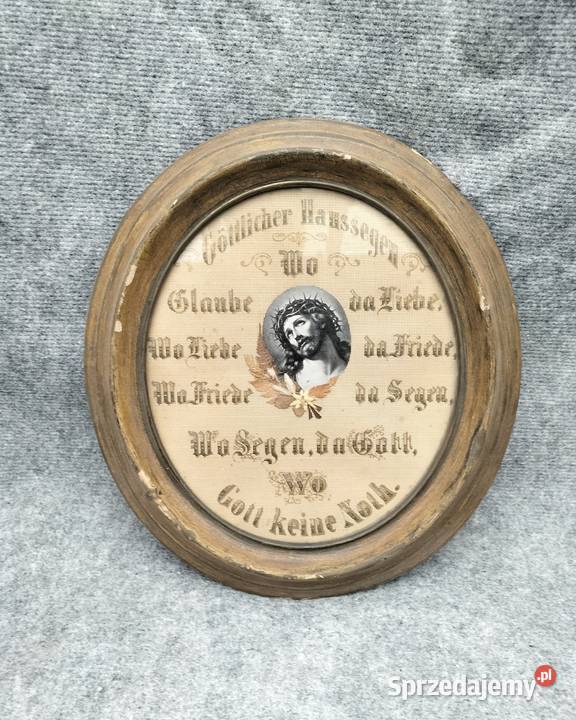 Göttlicher Haussegen
Wo
Glaube da Liebe,
Wo Liebe da Friede,
Wo Friede da Segen,
Wo Segen, da Gott,
Wo
Gott keine Noth.
Sprzedajemy.pl